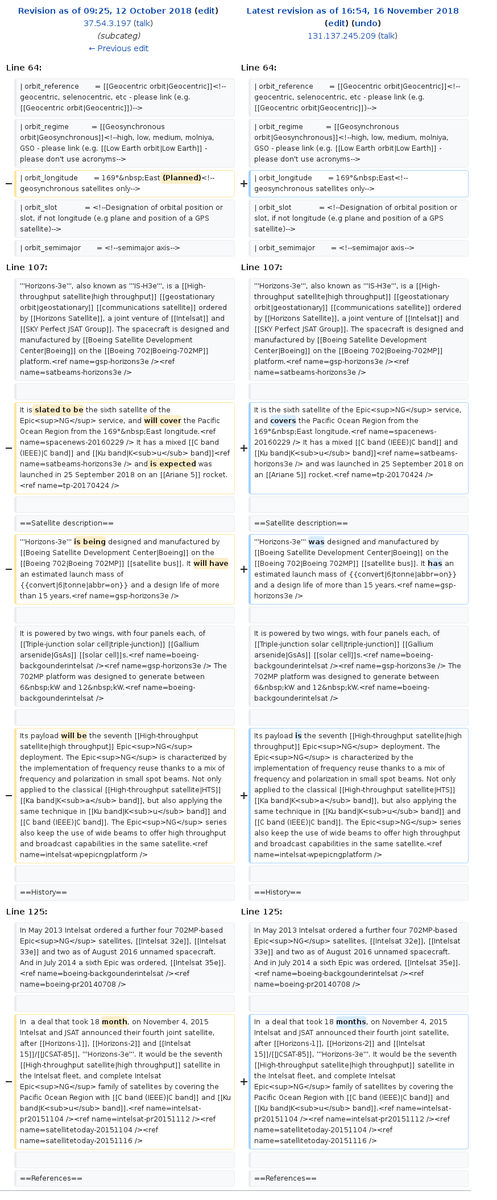 Revision as of 09:25, 12 October 2018 (edit)
37.54.3.197 (talk)
(subcateg)
← Previous edit
Latest revision as of 16:54, 16 November 2018
(edit) (undo)
131.137.245.209 (talk)
Line 64:
Line 64:
| orbit_reference = [[Geocentric orbit|Geocentric]]<!--
geocentric, selenocentric, etc - please link (e.g.
[[Geocentric orbit|Geocentric]])-->
| orbit_reference = [[Geocentric orbit|Geocentric]]<!--
geocentric, selenocentric, etc - please link (e.g.
[[Geocentric orbit|Geocentric]])-->
| orbit_regime = [[Geosynchronous
orbit|Geosynchronous]]<!--high, low, medium, molniya,
GSO - please link (e.g. [[Low Earth orbit|Low Earth]] -
please don't use acronyms-->
| orbit_regime = [[Geosynchronous
orbit|Geosynchronous]]<!--high, low, medium, molniya,
GSO - please link (e.g. [[Low Earth orbit|Low Earth]] -
please don't use acronyms-->
− | orbit_longitude = 169°&nbsp;East (Planned)<!--
geosynchronous satellites only-->
+ | orbit_longitude = 169°&nbsp;East<!--
geosynchronous satellites only-->
| orbit_slot = <!--Designation of orbital position or
slot, if not longitude (e.g plane and position of a GPS
satellite)-->
| orbit_slot = <!--Designation of orbital position or
slot, if not longitude (e.g plane and position of a GPS
satellite)-->
| orbit_semimajor = <!--semimajor axis-->
| orbit_semimajor = <!--semimajor axis-->
Line 107:
Line 107:
'''Horizons-3e''', also known as '''IS-H3e''', is a [[High-
throughput satellite|high throughput]] [[geostationary
orbit|geostationary]] [[communications satellite]] ordered
by [[Horizons Satellite]], a joint venture of [[Intelsat]] and
[[SKY Perfect JSAT Group]]. The spacecraft is designed and
manufactured by [[Boeing Satellite Development
Center|Boeing]] on the [[Boeing 702|Boeing-702MP]]
platform.<ref name=gsp-horizons3e /><ref
name=satbeams-horizons3e />
'''Horizons-3e''', also known as '''IS-H3e''', is a [[High-
throughput satellite|high throughput]] [[geostationary
orbit|geostationary]] [[communications satellite]] ordered
by [[Horizons Satellite]], a joint venture of [[Intelsat]] and
[[SKY Perfect JSAT Group]]. The spacecraft is designed and
manufactured by [[Boeing Satellite Development
Center|Boeing]] on the [[Boeing 702|Boeing-702MP]]
platform.<ref name=gsp-horizons3e /><ref
name=satbeams-horizons3e />
− It is slated to be the sixth satellite of the
Epic<sup>NG</sup> service, and will cover the Pacific
Ocean Region from the 169°&nbsp;East longitude.<ref
name=spacenews-20160229 /> It has a mixed [[C band
(IEEE)|C band]] and [[Ku band|K<sub>u</sub> band]]<ref
name=satbeams-horizons3e /> and is expected was
launched in 25 September 2018 on an [[Ariane 5]] rocket.
<ref name=tp-20170424 />
+ It is the sixth satellite of the Epic<sup>NG</sup> service,
and covers the Pacific Ocean Region from the
169°&nbsp;East longitude.<ref name=spacenews-
20160229 /> It has a mixed [[C band (IEEE)|C band]] and
[[Ku band|K<sub>u</sub> band]]<ref name=satbeams-
horizons3e /> and was launched in 25 September 2018 on
an [[Ariane 5]] rocket.<ref name=tp-20170424 />
==Satellite description==
==Satellite description==
− '''Horizons-3e''' is being designed and manufactured by
[[Boeing Satellite Development Center|Boeing]] on the
[[Boeing 702|Boeing 702MP]] [[satellite bus]]. It will have
an estimated launch mass of
{{convert|6|tonne|abbr=on}} and a design life of more
than 15 years.<ref name=gsp-horizons3e />
+ '''Horizons-3e''' was designed and manufactured by
[[Boeing Satellite Development Center|Boeing]] on the
[[Boeing 702|Boeing 702MP]] [[satellite bus]]. It has an
estimated launch mass of {{convert|6|tonne|abbr=on}}
and a design life of more than 15 years.<ref name=gsp-
horizons3e />
It is powered by two wings, with four panels each, of
[[Triple-junction solar cell|triple-junction]] [[Gallium
arsenide|GsAs]] [[solar cell]]s.<ref name=boeing-
backgounderintelsat /><ref name=gsp-horizons3e /> The
702MP platform was designed to generate between
6&nbsp;kW and 12&nbsp;kW.<ref name=boeing-
backgounderintelsat />
It is powered by two wings, with four panels each, of
[[Triple-junction solar cell|triple-junction]] [[Gallium
arsenide|GsAs]] [[solar cell]]s.<ref name=boeing-
backgounderintelsat /><ref name=gsp-horizons3e /> The
702MP platform was designed to generate between
6&nbsp;kW and 12&nbsp;kW.<ref name=boeing-
backgounderintelsat />
− Its payload will be the seventh [[High-throughput
satellite|high throughput]] Epic<sup>NG</sup>
deployment. The Epic<sup>NG</sup> is characterized by
the implementation of frequency reuse thanks to a mix of
frequency and polarization in small spot beams. Not only
applied to the classical [[High-throughput satellite|HTS]]
[[Ka band|K<sub>a</sub> band]], but also applying the
same technique in [[Ku band|K<sub>u</sub> band]] and
[[C band (IEEE)|C band]]. The Epic<sup>NG</sup> series
also keep the use of wide beams to offer high throughput
and broadcast capabilities in the same satellite.<ref
name=intelsat-wpepicngplatform />
+ Its payload is the seventh [[High-throughput satellite|high
throughput]] Epic<sup>NG</sup> deployment. The
Epic<sup>NG</sup> is characterized by the
implementation of frequency reuse thanks to a mix of
frequency and polarization in small spot beams. Not only
applied to the classical [[High-throughput satellite|HTS]]
[[Ka band|K<sub>a</sub> band]], but also applying the
same technique in [[Ku band|K<sub>u</sub> band]] and
[[C band (IEEE)|C band]]. The Epic<sup>NG</sup> series
also keep the use of wide beams to offer high throughput
and broadcast capabilities in the same satellite.<ref
name=intelsat-wpepicngplatform />
==History==
==History==
Line 125:
Line 125:
In May 2013 Intelsat ordered a further four 702MP-based
Epic<sup>NG</sup> satellites, [[Intelsat 32e]], [[Intelsat
33e]] and two as of August 2016 unnamed spacecraft.
And in July 2014 a sixth Epic was ordered, [[Intelsat 35e]].
<ref name=boeing-backgounderintelsat /><ref
name=boeing-pr20140708 />
In May 2013 Intelsat ordered a further four 702MP-based
Epic<sup>NG</sup> satellites, [[Intelsat 32e]], [[Intelsat
33e]] and two as of August 2016 unnamed spacecraft.
And in July 2014 a sixth Epic was ordered, [[Intelsat 35e]].
<ref name=boeing-backgounderintelsat /><ref
name=boeing-pr20140708 />
− In a deal that took 18 month, on November 4, 2015
Intelsat and JSAT announced their fourth joint satellite,
after [[Horizons-1]], [[Horizons-2]] and [[Intelsat
15]]/[[JCSAT-85]], '''Horizons-3e'''. It would be the seventh
[[High-throughput satellite|high throughput]] satellite in
the Intelsat fleet, and complete Intelsat
Epic<sup>NG</sup> family of satellites by covering the
Pacific Ocean Region with [[C band (IEEE)|C band]] and [[Ku
band|K<sub>u</sub> band]].<ref name=intelsat-
pr20151104 /><ref name=intelsat-pr20151112 /><ref
name=satellitetoday-20151104 /><ref
name=satellitetoday-20151116 />
+ In a deal that took 18 months, on November 4, 2015
Intelsat and JSAT announced their fourth joint satellite,
after [[Horizons-1]], [[Horizons-2]] and [[Intelsat
15]]/[[JCSAT-85]], '''Horizons-3e'''. It would be the seventh
[[High-throughput satellite|high throughput]] satellite in
the Intelsat fleet, and complete Intelsat
Epic<sup>NG</sup> family of satellites by covering the
Pacific Ocean Region with [[C band (IEEE)|C band]] and
[[Ku band|K<sub>u</sub> band]].<ref name=intelsat-
pr20151104 /><ref name=intelsat-pr20151112 /><ref
name=satellitetoday-20151104 /><ref
name=satellitetoday-20151116 />
==References==
==References==